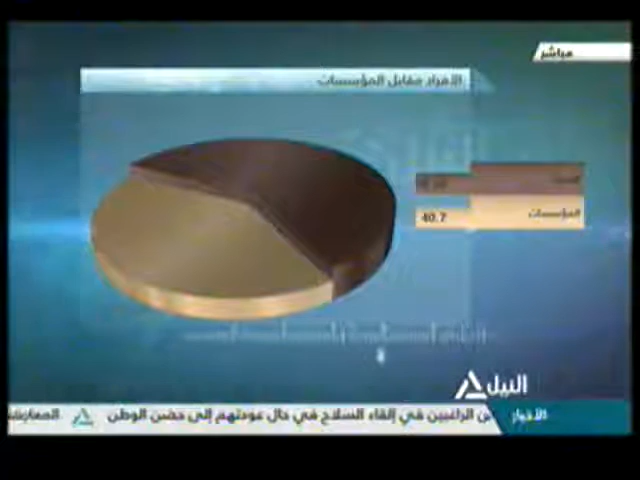 مباشر
الأفراد مقابل المؤسسات
المؤسسات 40.7
النيل
الأخبار
الراغبين في إلقاء السلاح في حال عودتهم إلى حضن الوطن